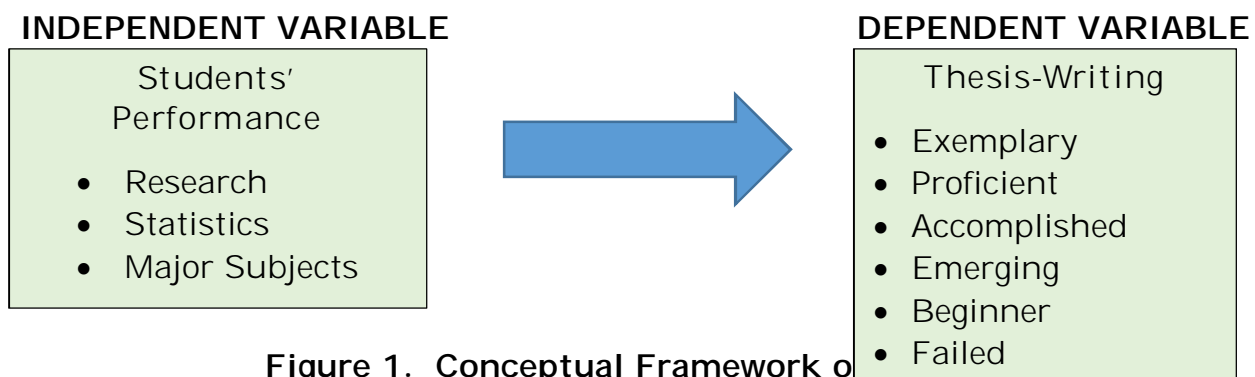 INDEPENDENT VARIABLE
Students'
Performance
• Research
• Statistics
• Major Subjects
DEPENDENT VARIABLE
Thesis-Writing
• Exemplary
• Proficient
• Accomplished
• Emerging
• Beginner
• Failed
Figure 1. Conceptual Framework o